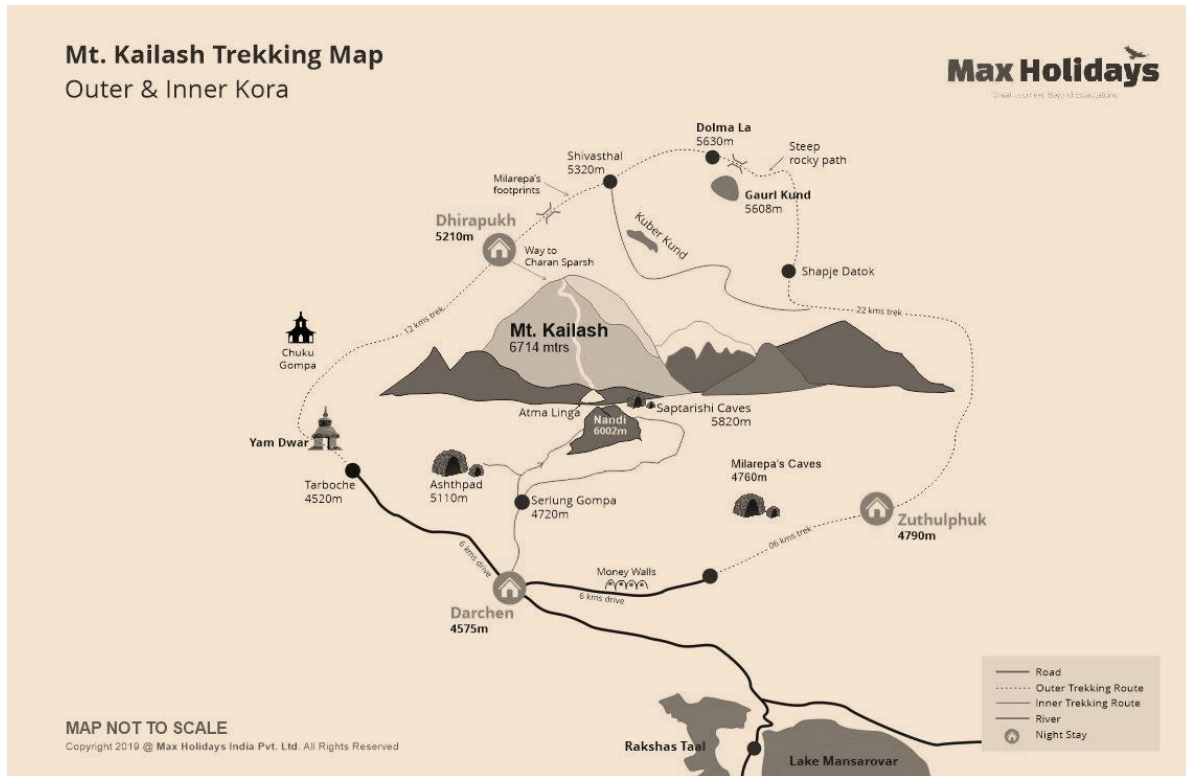 Mt. Kailash Trekking Map
Outer & Inner Kora
Max Holidays
Dolma La
5630m
Steep
rocky path
Shivasthal
5320m
Milarepa's
footprints
Gauri Kund
5608m
Dhirapukh
5210m
Kuber Kund
Way to
Charan Sparsh
Shapje Datok
12 kms trek
22 kms trek
Mt. Kailash
6714 mtrs
Chuku
Gompa
Atma Linga
Nandi
6002m
Saptarishi Caves
5820m
Yam Dwar
Tarboche
4520m
Ashthpad
5110m
Serlung Gompa
4720m
Milarepa's Caves
4760m
Zuthulphuk
4790m
06 kms trek
6 kms drive
Money Walls
6 kms drive
Darchen
4575m
Road
Outer Trekking Route
Inner Trekking Route
River
Night Stay
MAP NOT TO SCALE
Copyright 2019 @ Max Holidays India Pvt. Ltd. All Rights Reserved
Rakshas Taal
Lake Mansarovar